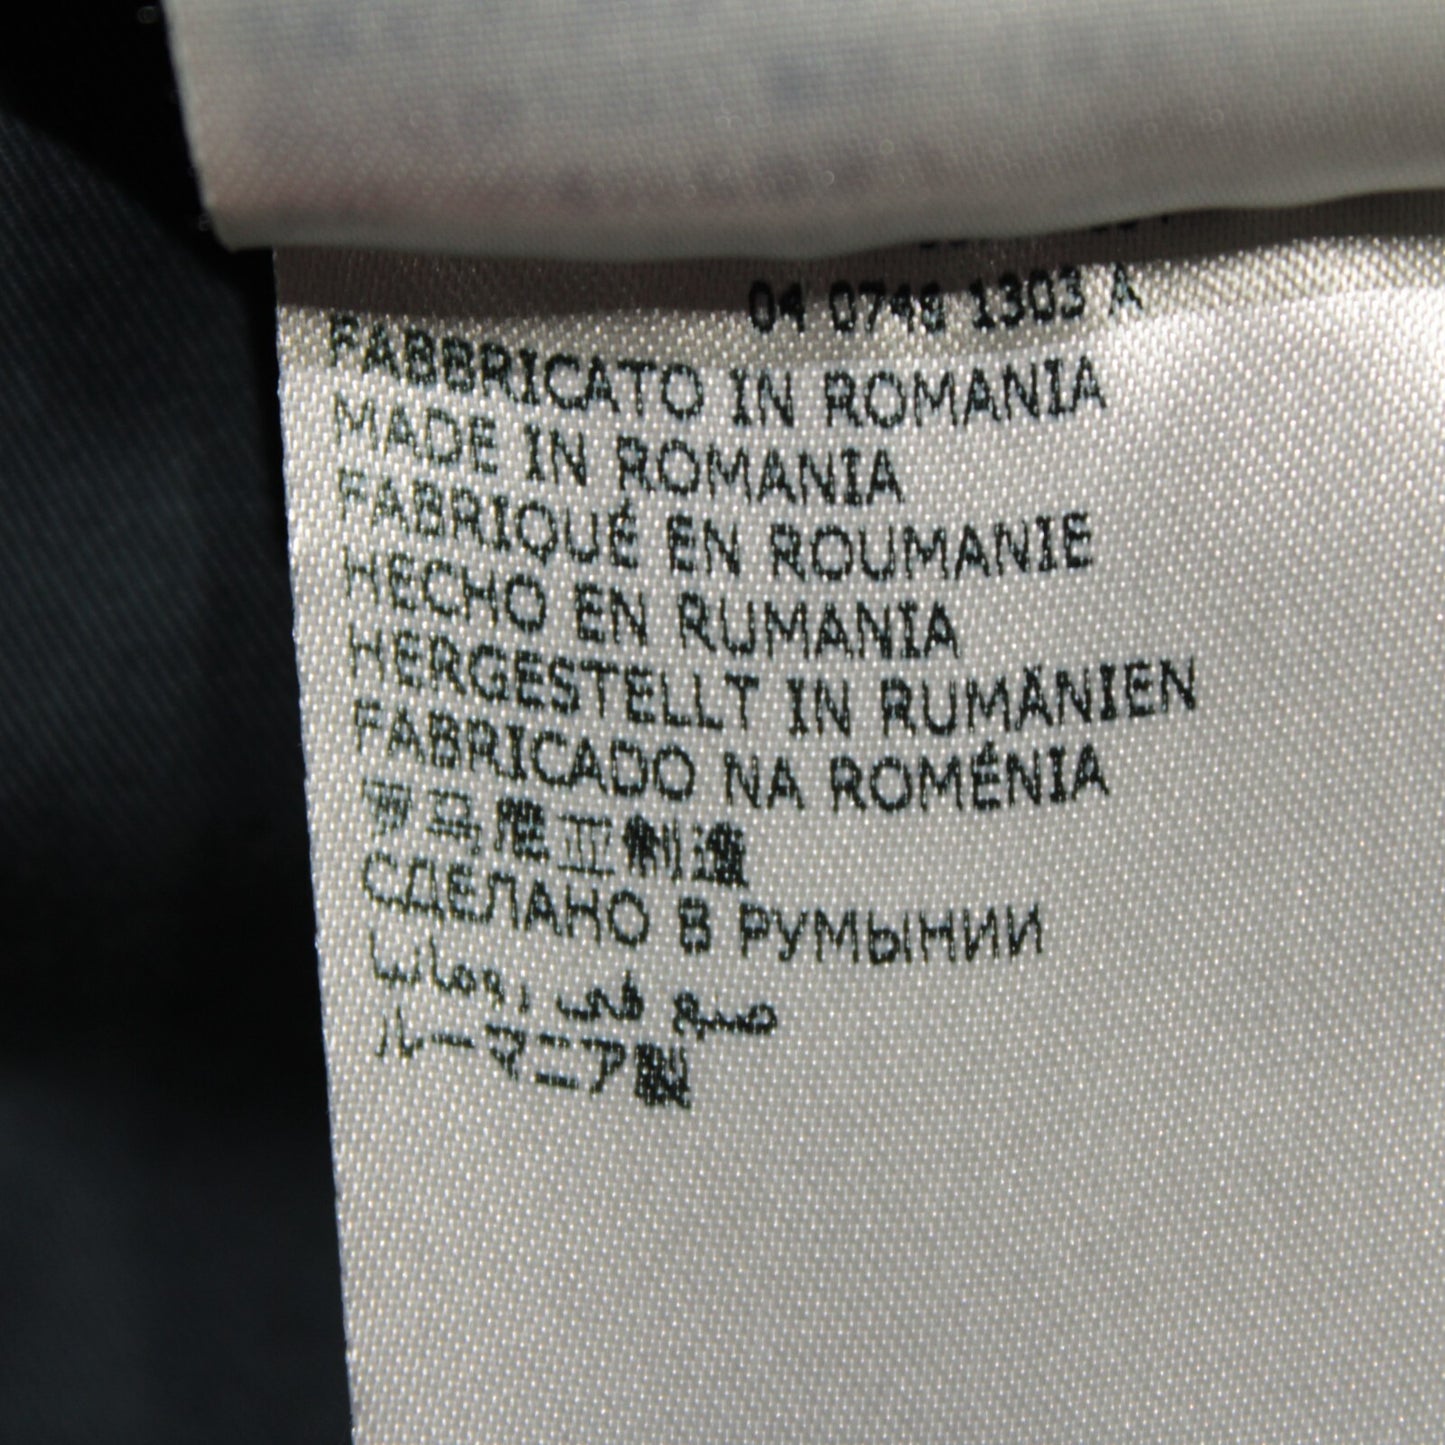 04 0748 1303 A
FABBRICATO IN ROMANIA
MADE IN ROMANIA
FABRIQUÉ EN ROUMANIE
HECHO EN RUMANIA
HERGESTELLT IN RUMÄNIEN
FABRICADO NA ROMÉNIA
罗马尼亚制造
СДЕЛАНО В РУМЫНИИ
صنع في رومانيا
ルーマニア製